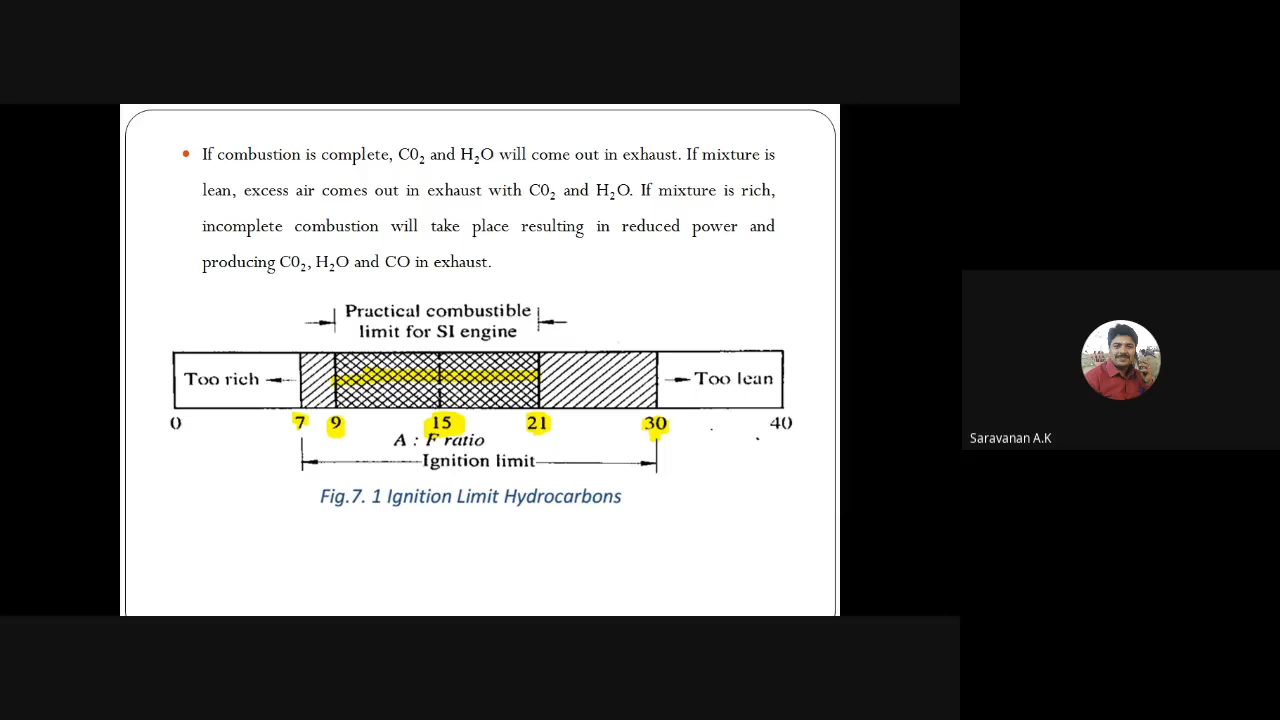 • If combustion is complete, C0₂ and H₂O will come out in exhaust. If mixture is
lean, excess air comes out in exhaust with C0₂ and H₂O. If mixture is rich,
incomplete combustion will take place resulting in reduced power and
producing C0₂, H₂O and CO in exhaust.
Practical combustible
limit for SI engine
Too rich
Too lean
0 7 9 15 21 30 40
A : F ratio
Ignition limit
Fig.7. 1 Ignition Limit Hydrocarbons
Saravanan A.K